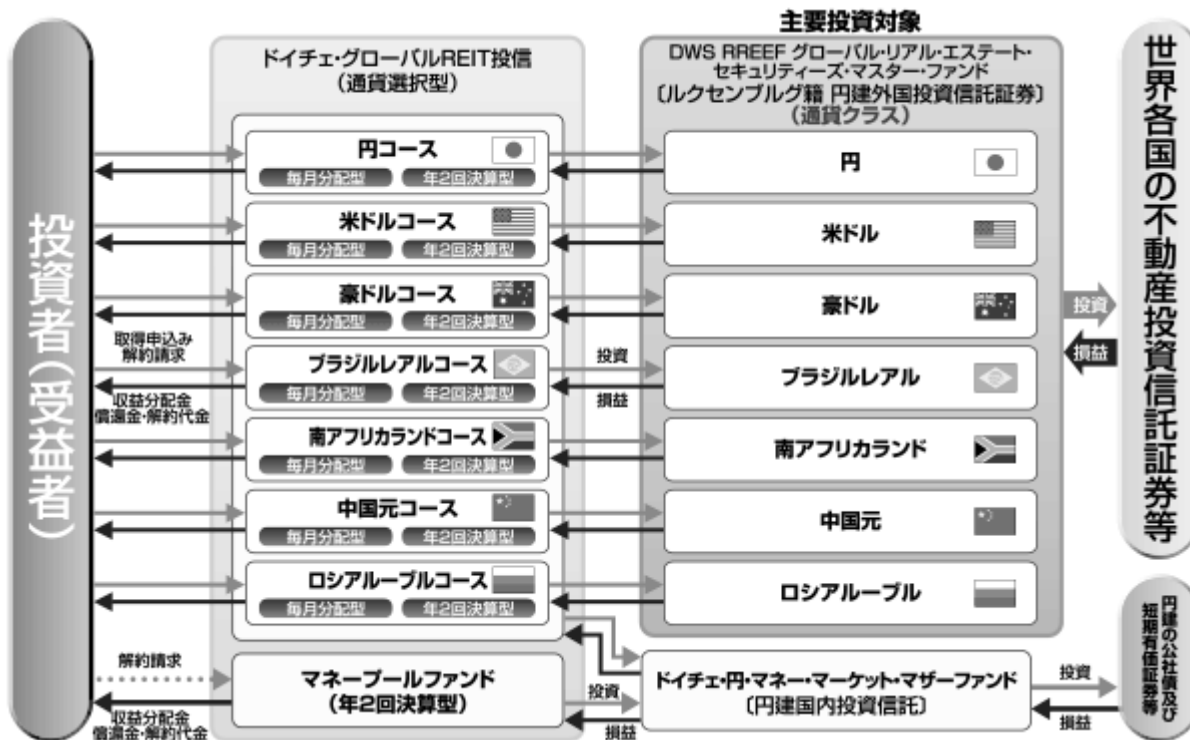 主要投資対象
投資者(受益者)
ドイチェ・グローバルREIT投信
(通貨選択型)
DWS RREEF グローバル・リアル・エステート・
セキュリティーズ・マスター・ファンド
〔ルクセンブルグ籍 円建外国投資信託証券〕
(通貨クラス)
世界各国の不動産投資信託証券等
円コース
毎月分配型 年2回決算型
円
米ドルコース
毎月分配型 年2回決算型
米ドル
豪ドルコース
毎月分配型 年2回決算型
豪ドル
投資
損益
取得申込み
解約請求
収益分配金
償還金・解約代金
ブラジルレアルコース
毎月分配型 年2回決算型
投資
損益
ブラジルレアル
南アフリカランドコース
毎月分配型 年2回決算型
南アフリカランド
中国元コース
毎月分配型 年2回決算型
中国元
ロシアルーブルコース
毎月分配型 年2回決算型
ロシアルーブル
解約請求
収益分配金
償還金・解約代金
マネープールファンド
(年2回決算型)
投資
損益
ドイチェ・円・マネー・マーケット・マザーファンド
〔円建国内投資信託〕
投資
損益
円建の公社債及び
短期有価証券等